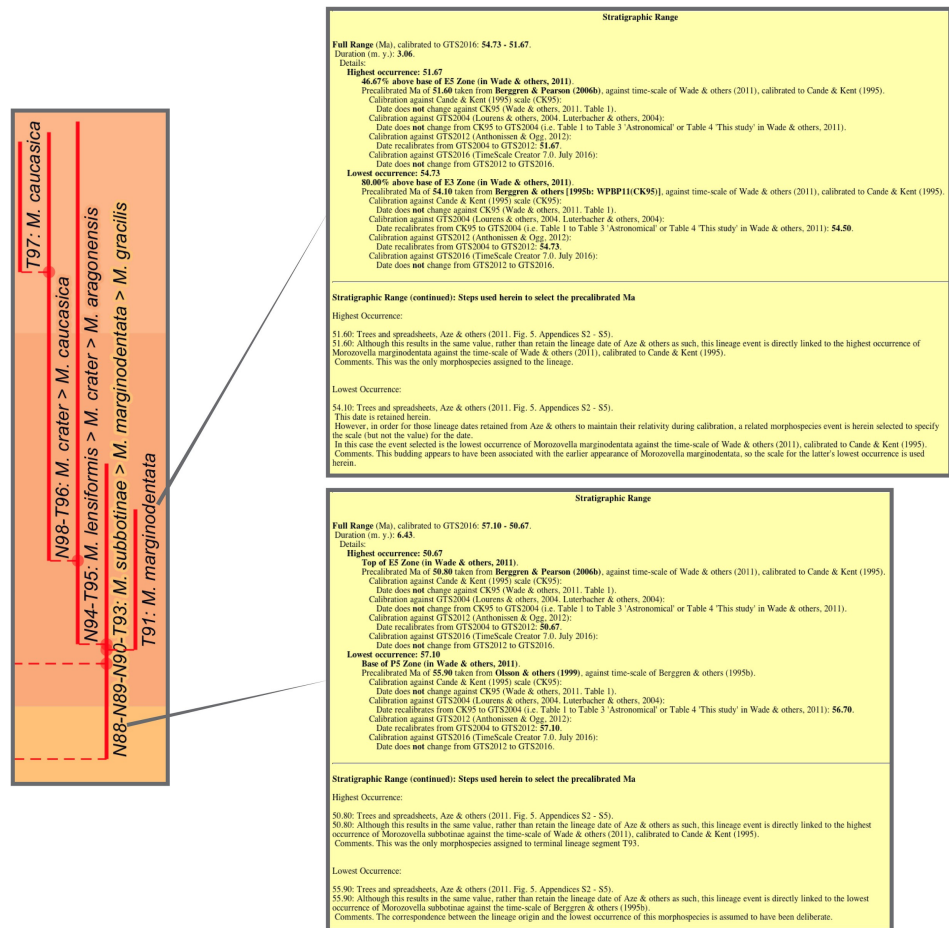 T97: M. caucasica
N98-T96: M. crater > M. caucasica
N94-T95: M. lensiformis > M. crater > M. aragonensis
N88-N89-N90-T93: M. subbotinae > M. marginodentata > M. gracilis
T91: M. marginodentata
Stratigraphic Range
Full Range (Ma), calibrated to GTS2016: 54.73 - 51.67.
Duration (m. y.): 3.06.
Details:
Highest occurrence: 51.67
46.67% above base of E5 Zone (in Wade & others, 2011).
Precalibrated Ma of 51.60 taken from Berggren & Pearson (2006b), against time-scale of Wade & others (2011), calibrated to Cande & Kent (1995).
Calibration against Cande & Kent (1995) scale (CK95):
Date does not change against CK95 (Wade & others, 2011. Table 1).
Calibration against GTS2004 (Lourens & others, 2004. Luterbacher & others, 2004):
Date does not change from CK95 to GTS2004 (i.e. Table 1 to Table 3 'Astronomical' or Table 4 'This study' in Wade & others, 2011).
Calibration against GTS2012 (Anthonissen & Ogg, 2012):
Date recalibrates from GTS2004 to GTS2012: 51.67.
Calibration against GTS2016 (TimeScale Creator 7.0. July 2016):
Date does not change from GTS2012 to GTS2016.
Lowest occurrence: 54.73
80.00% above base of E3 Zone (in Wade & others, 2011).
Precalibrated Ma of 54.10 taken from Berggren & others [1995b: WPBP11(CK95)], against time-scale of Wade & others (2011), calibrated to Cande & Kent (1995).
Calibration against Cande & Kent (1995) scale (CK95):
Date does not change against CK95 (Wade & others, 2011. Table 1).
Calibration against GTS2004 (Lourens & others, 2004. Luterbacher & others, 2004):
Date recalibrates from CK95 to GTS2004 (i.e. Table 1 to Table 3 'Astronomical' or Table 4 'This study' in Wade & others, 2011): 54.50.
Calibration against GTS2012 (Anthonissen & Ogg, 2012):
Date recalibrates from GTS2004 to GTS2012: 54.73.
Calibration against GTS2016 (TimeScale Creator 7.0. July 2016):
Date does not change from GTS2012 to GTS2016.
Stratigraphic Range (continued): Steps used herein to select the precalibrated Ma
Highest Occurrence:
51.60: Trees and spreadsheets, Aze & others (2011. Fig. 5. Appendices S2 - S5).
51.60: Although this results in the same value, rather than retain the lineage date of Aze & others as such, this lineage event is directly linked to the highest occurrence of
Morozovella marginodentata against the time-scale of Wade & others (2011), calibrated to Cande & Kent (1995).
Comments. This was the only morphospecies assigned to the lineage.
Lowest Occurrence:
54.10: Trees and spreadsheets, Aze & others (2011. Fig. 5. Appendices S2 - S5).
This date is retained herein.
However, in order for those lineage dates retained from Aze & others to maintain their relativity during calibration, a related morphospecies event is herein selected to specify
the scale (but not the value) for the date.
In this case the event selected is the lowest occurrence of Morozovella marginodentata against the time-scale of Wade & others (2011), calibrated to Cande & Kent (1995).
Comments. This budding appears to have been associated with the earlier appearance of Morozovella marginodentata, so the scale for the latter's lowest occurrence is used
herein.
Stratigraphic Range
Full Range (Ma), calibrated to GTS2016: 57.10 - 50.67.
Duration (m. y.): 6.43.
Details:
Highest occurrence: 50.67
Top of E5 Zone (in Wade & others, 2011).
Precalibrated Ma of 50.80 taken from Berggren & Pearson (2006b), against time-scale of Wade & others (2011), calibrated to Cande & Kent (1995).
Calibration against Cande & Kent (1995) scale (CK95):
Date does not change against CK95 (Wade & others, 2011. Table 1).
Calibration against GTS2004 (Lourens & others, 2004. Luterbacher & others, 2004):
Date does not change from CK95 to GTS2004 (i.e. Table 1 to Table 3 'Astronomical' or Table 4 'This study' in Wade & others, 2011).
Calibration against GTS2012 (Anthonissen & Ogg, 2012):
Date recalibrates from GTS2004 to GTS2012: 50.67.
Calibration against GTS2016 (TimeScale Creator 7.0. July 2016):
Date does not change from GTS2012 to GTS2016.
Lowest occurrence: 57.10
Base of P5 Zone (in Wade & others, 2011).
Precalibrated Ma of 55.90 taken from Olsson & others (1999), against time-scale of Berggren & others (1995b).
Calibration against Cande & Kent (1995) scale (CK95):
Date does not change against CK95 (Wade & others, 2011. Table 1).
Calibration against GTS2004 (Lourens & others, 2004. Luterbacher & others, 2004):
Date recalibrates from CK95 to GTS2004 (i.e. Table 1 to Table 3 'Astronomical' or Table 4 'This study' in Wade & others, 2011): 56.70.
Calibration against GTS2012 (Anthonissen & Ogg, 2012):
Date recalibrates from GTS2004 to GTS2012: 57.10.
Calibration against GTS2016 (TimeScale Creator 7.0. July 2016):
Date does not change from GTS2012 to GTS2016.
Stratigraphic Range (continued): Steps used herein to select the precalibrated Ma
Highest Occurrence:
50.80: Trees and spreadsheets, Aze & others (2011. Fig. 5. Appendices S2 - S5).
50.80: Although this results in the same value, rather than retain the lineage date of Aze & others as such, this lineage event is directly linked to the highest
occurrence of Morozovella subbotinae against the time-scale of Wade & others (2011), calibrated to Cande & Kent (1995).
Comments. This was the only morphospecies assigned to terminal lineage segment T93.
Lowest Occurrence:
55.90: Trees and spreadsheets, Aze & others (2011. Fig. 5. Appendices S2 - S5).
55.90: Although this results in the same value, rather than retain the lineage date of Aze & others as such, this lineage event is directly linked to the lowest
occurrence of Morozovella subbotinae against the time-scale of Berggren & others (1995b).
Comments. The correspondence between the lineage origin and the lowest occurrence of this morphospecies is assumed to have been deliberate.